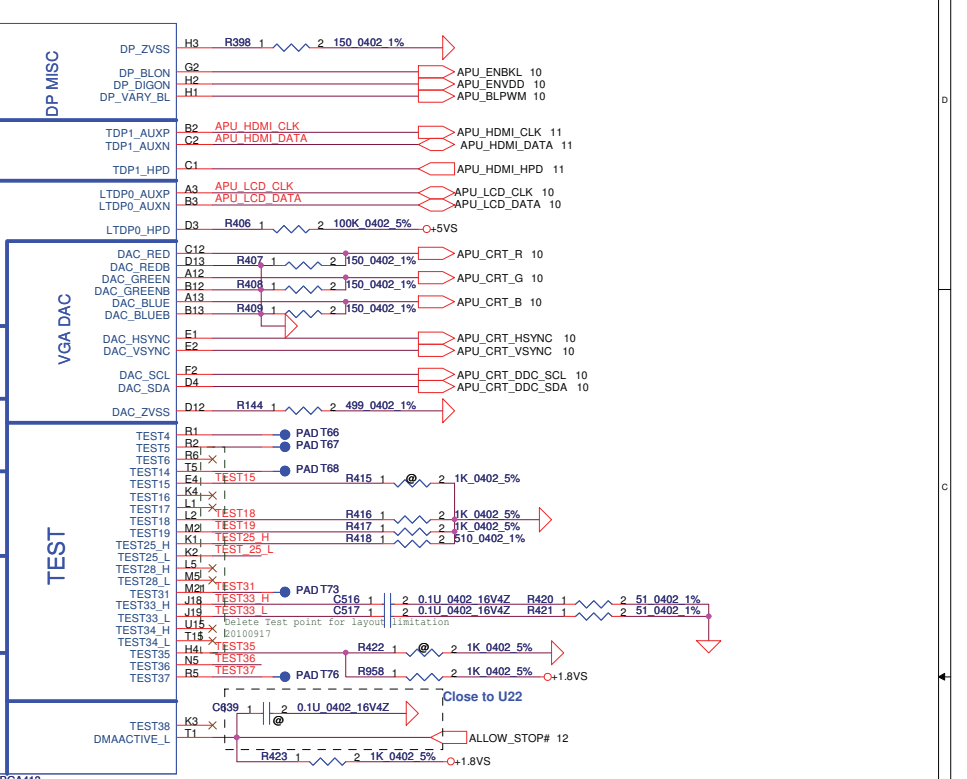 DP MISC
DP_ZVSS H3 R398 1 2 150_0402_1%
DP_BLON G2 APU_ENBKL 10
DP_DIGON H2 APU_ENVDD 10
DP_VARY_BL H1 APU_BLPWM 10
D
TDP1_AUXP B2 APU_HDMI_CLK APU_HDMI_CLK 11
TDP1_AUXN C2 APU_HDMI_DATA APU_HDMI_DATA 11
TDP1_HPD C1 APU_HDMI_HPD 11
LTDP0_AUXP A3 APU_LCD_CLK APU_LCD_CLK 10
LTDP0_AUXN B3 APU_LCD_DATA APU_LCD_DATA 10
LTDP0_HPD D3 R406 1 2 100K_0402_5% +5VS
VGA DAC
DAC_RED C12 APU_CRT_R 10
DAC_REDB D13 R407 1 2 150_0402_1%
DAC_GREEN A12 APU_CRT_G 10
DAC_GREENB B12 R408 1 2 150_0402_1%
DAC_BLUE A13 APU_CRT_B 10
DAC_BLUEB B13 R409 1 2 150_0402_1%
DAC_HSYNC E1 APU_CRT_HSYNC 10
DAC_VSYNC E2 APU_CRT_VSYNC 10
DAC_SCL F2 APU_CRT_DDC_SCL 10
DAC_SDA D4 APU_CRT_DDC_SDA 10
DAC_ZVSS D12 R144 1 2 499_0402_1%
TEST
TEST4 R1 PAD T66
TEST5 R2 PAD T67
TEST6 R6
TEST14 T5 PAD T68
TEST15 E4 TEST15 R415 1 @ 2 1K_0402_5%
C
TEST16 K4
TEST17 L1
TEST18 L2 TEST18 R416 1 2 1K_0402_5%
TEST19 M2 TEST19 R417 1 2 1K_0402_5%
TEST25_H K1 TEST25_H R418 1 2 510_0402_1%
TEST25_L K2 TEST_25_L
TEST28_H L5
TEST28_L M5
TEST31 M21 TEST31 PAD T73
TEST33_H J18 TEST33_H C516 1 2 0.1U_0402_16V4Z R420 1 2 51_0402_1%
TEST33_L J19 TEST33_L C517 1 2 0.1U_0402_16V4Z R421 1 2 51_0402_1%
Delete Test point for layout limitation
TEST34_H U15
20100917
TEST34_L T15
TEST35 H4 TEST35 R422 1 @ 2 1K_0402_5%
TEST36 N5 TEST36
TEST37 R5 TEST37 PAD T76 R958 1 2 1K_0402_5% +1.8VS
Close to U22
C639 1 2 0.1U_0402_16V4Z
@
TEST38 K3
DMAACTIVE_L T1 ALLOW_STOP# 12
R423 1 2 1K_0402_5% +1.8VS